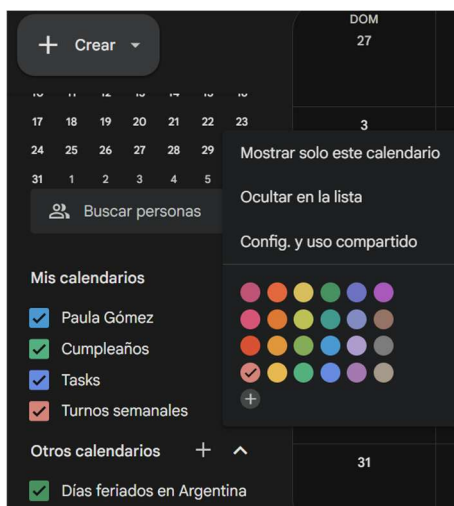 Crear
DOM
27
17 18 19 20 21 22 23
24 25 26 27 28 29
31 1 2 3 4 5
3
Buscar personas
Mostrar solo este calendario
Ocultar en la lista
Config. y uso compartido
Mis calendarios
Paula Gómez
Cumpleaños
Tasks
Turnos semanales
Otros calendarios
Días feriados en Argentina
31